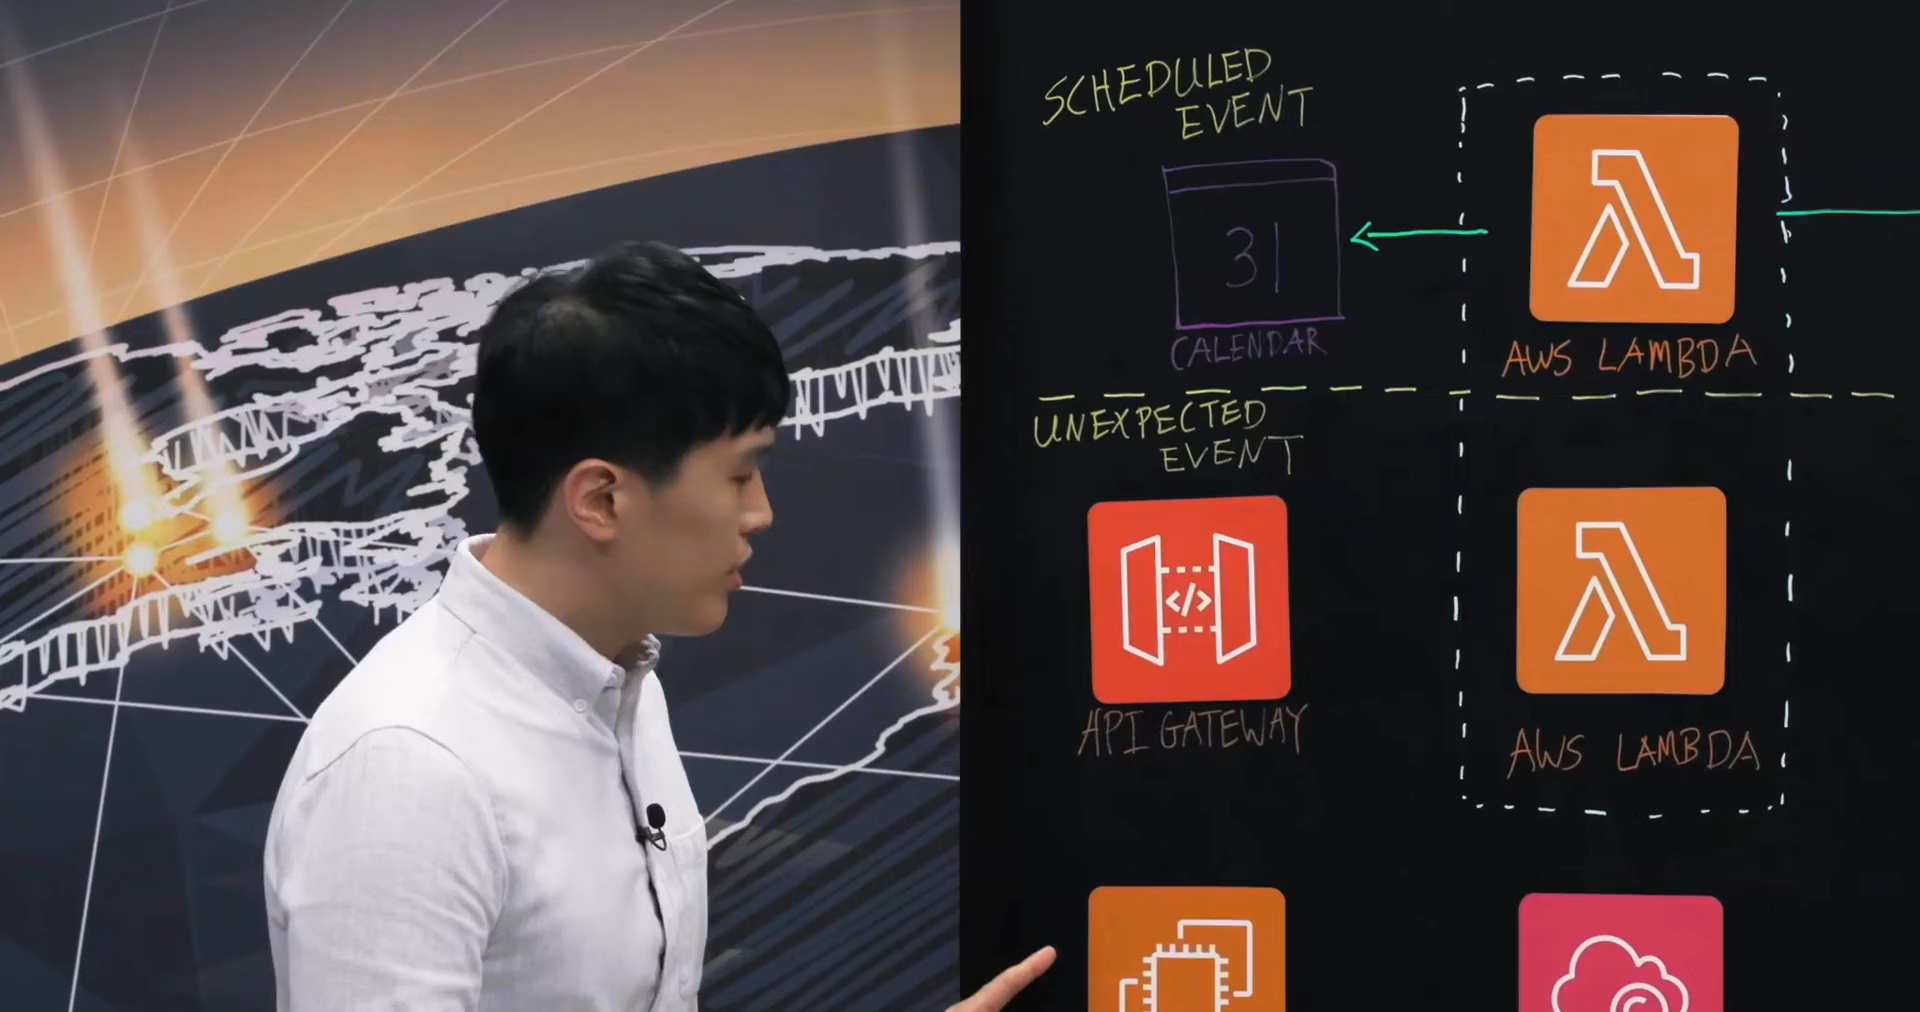 SCHEDULED
EVENT
31
CALENDAR
AWS LAMBDA
UNEXPECTED
EVENT
</>
API GATEWAY
AWS LAMBDA
C